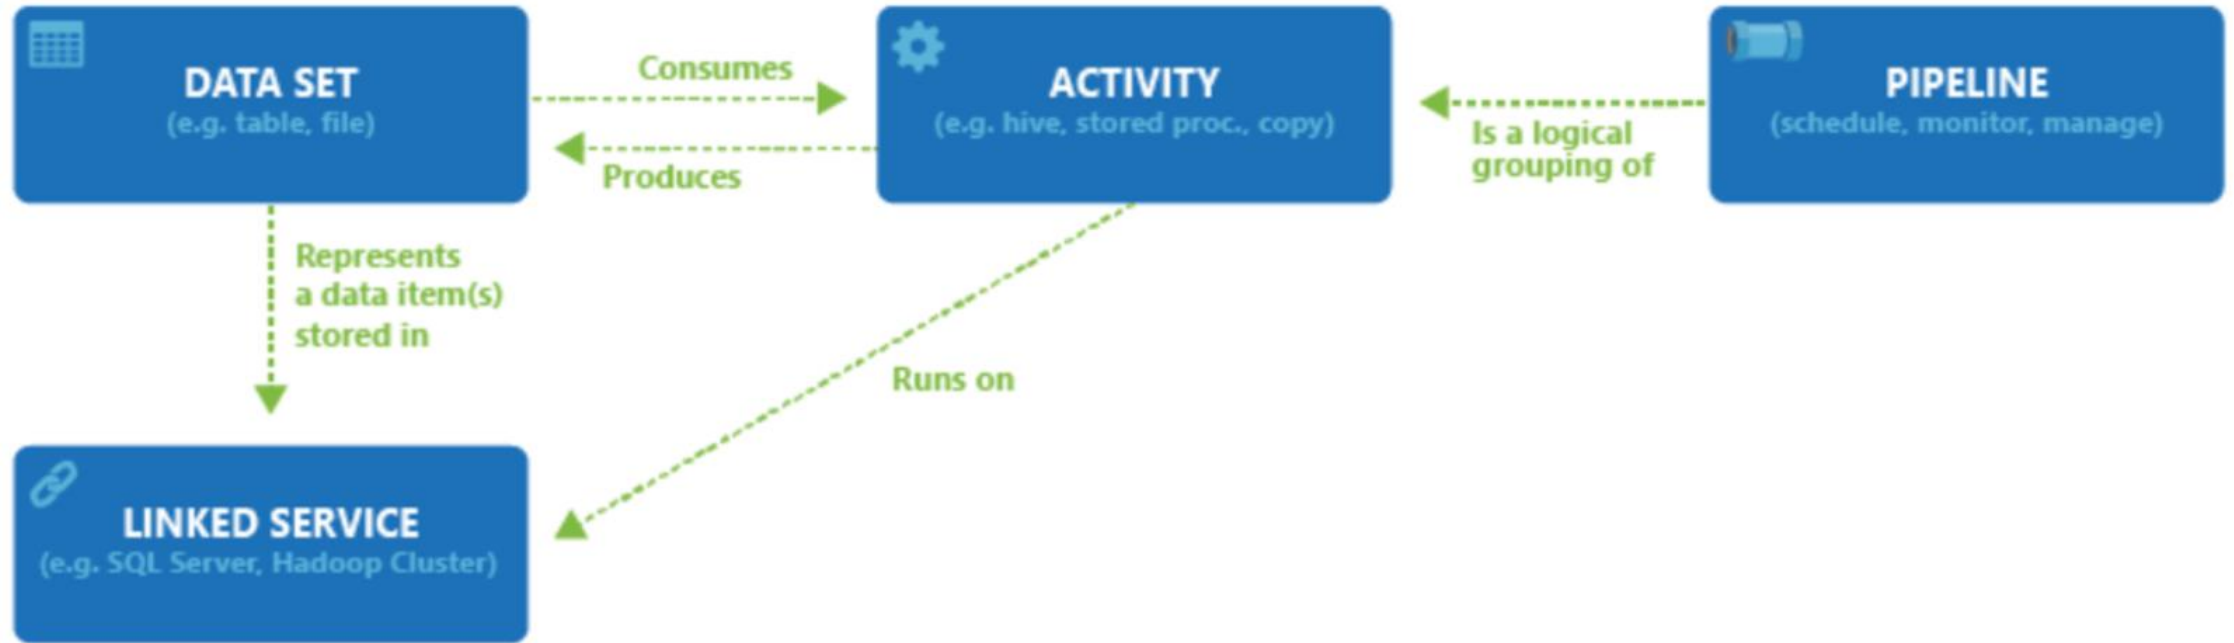 DATA SET
(e.g. table, file)
Consumes
Produces
ACTIVITY
(e.g. hive, stored proc., copy)
Is a logical
grouping of
PIPELINE
(schedule, monitor, manage)
Represents
a data item(s)
stored in
Runs on
LINKED SERVICE
(e.g. SQL Server, Hadoop Cluster)